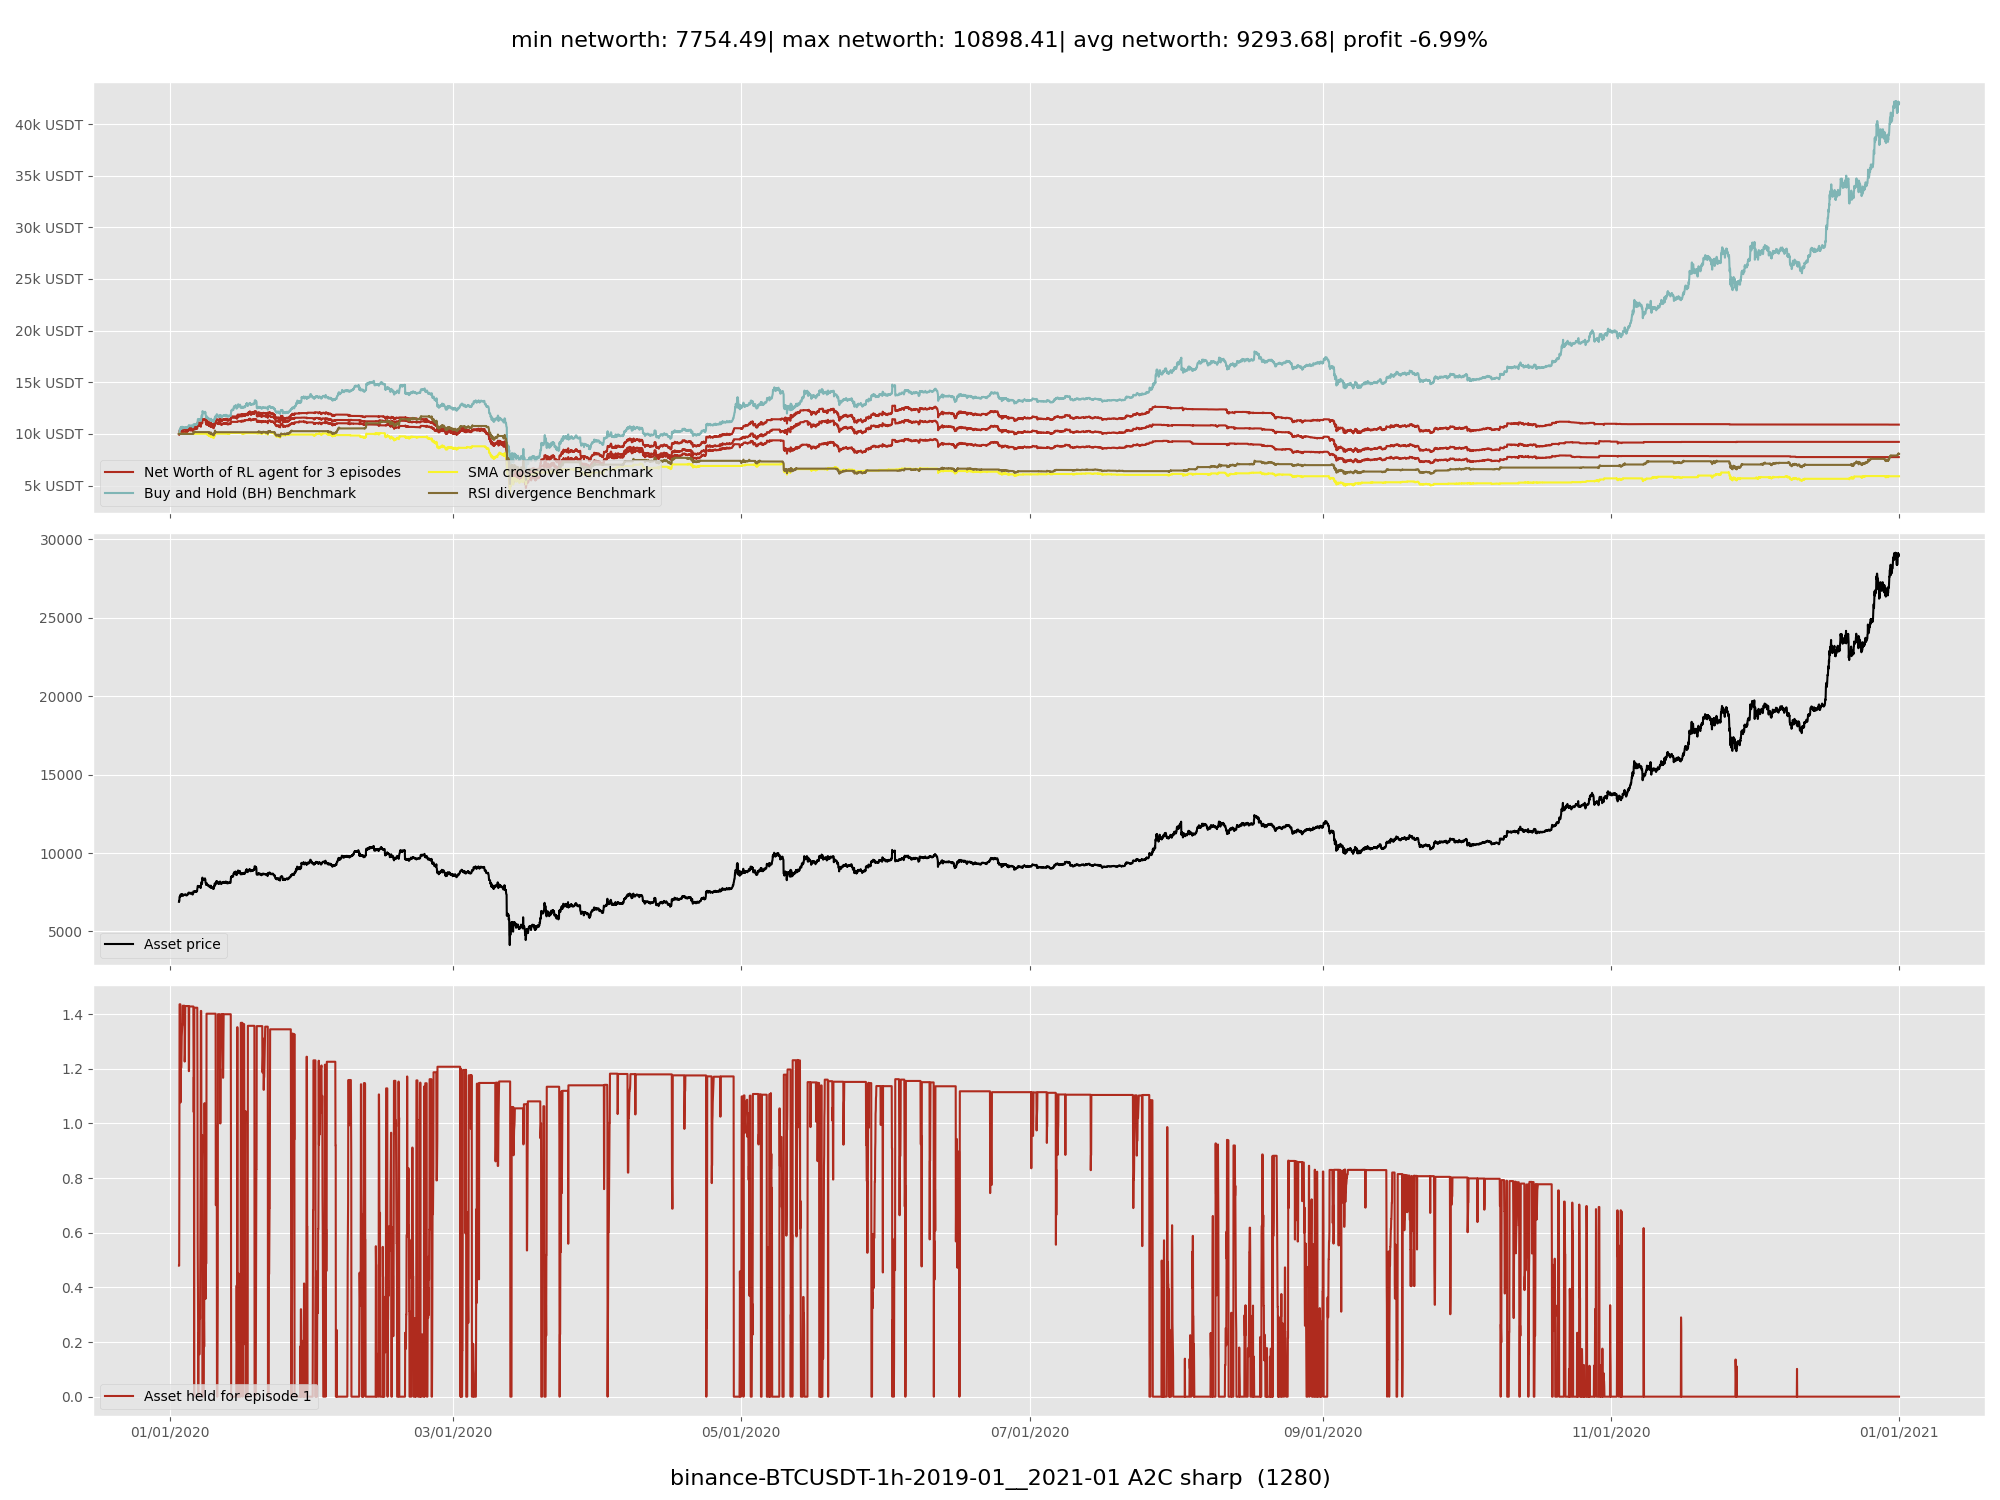 min networth: 7754.49| max networth: 10898.41| avg networth: 9293.68| profit -6.99%
40k USDT
35k USDT
30k USDT
25k USDT
20k USDT
15k USDT
10k USDT
5k USDT
Net Worth of RL agent for 3 episodes
Buy and Hold (BH) Benchmark
SMA crossover Benchmark
RSI divergence Benchmark
30000
25000
20000
15000
10000
5000
Asset price
1.4
1.2
1.0
0.8
0.6
0.4
0.2
0.0
Asset held for episode 1
01/01/2020 03/01/2020 05/01/2020 07/01/2020 09/01/2020 11/01/2020 01/01/2021
binance-BTCUSDT-1h-2019-01__2021-01 A2C sharp (1280)